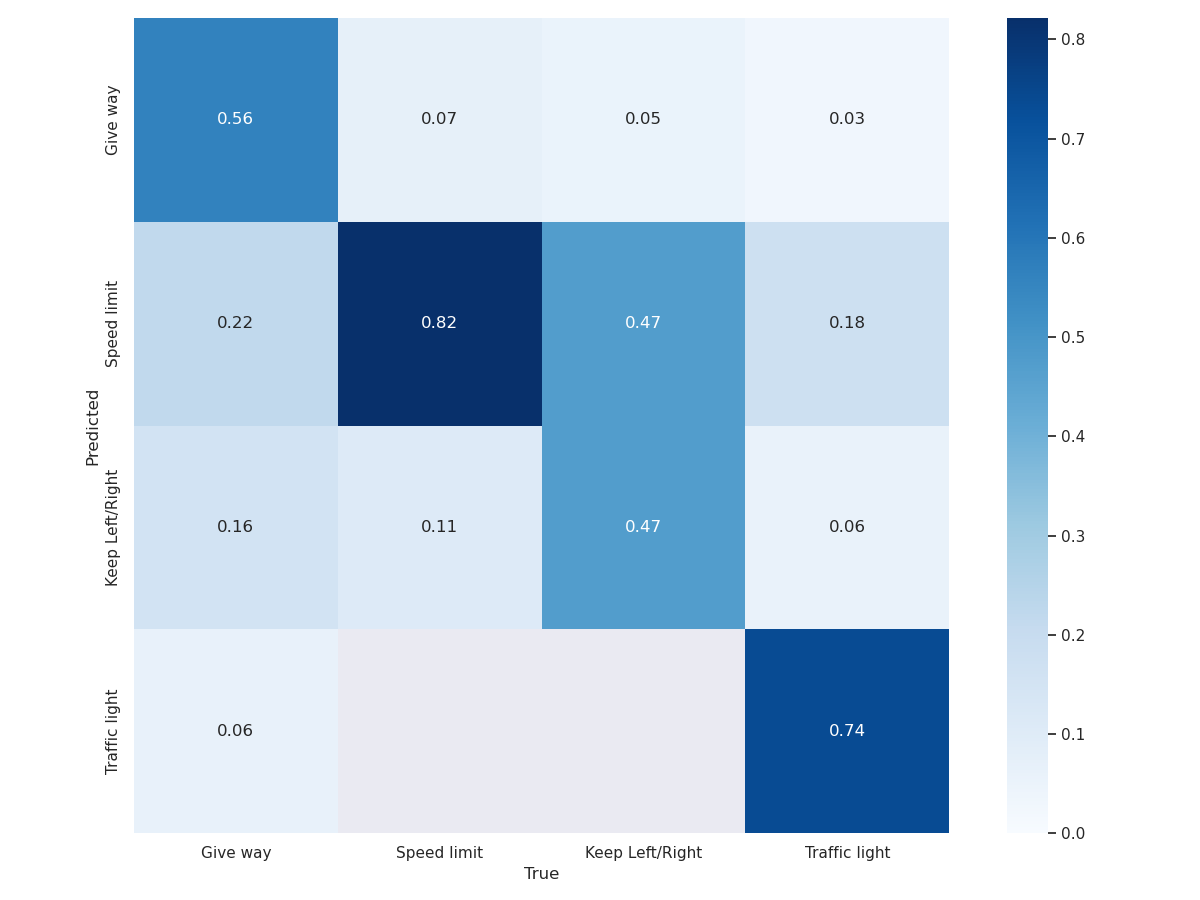 Give way
0.56 0.07 0.05 0.03
Speed limit
0.22 0.82 0.47 0.18
Keep Left/Right
0.16 0.11 0.47 0.06
Traffic light
0.06 0.74
Predicted
Give way Speed limit Keep Left/Right Traffic light
True
0.8
0.7
0.6
0.5
0.4
0.3
0.2
0.1
0.0